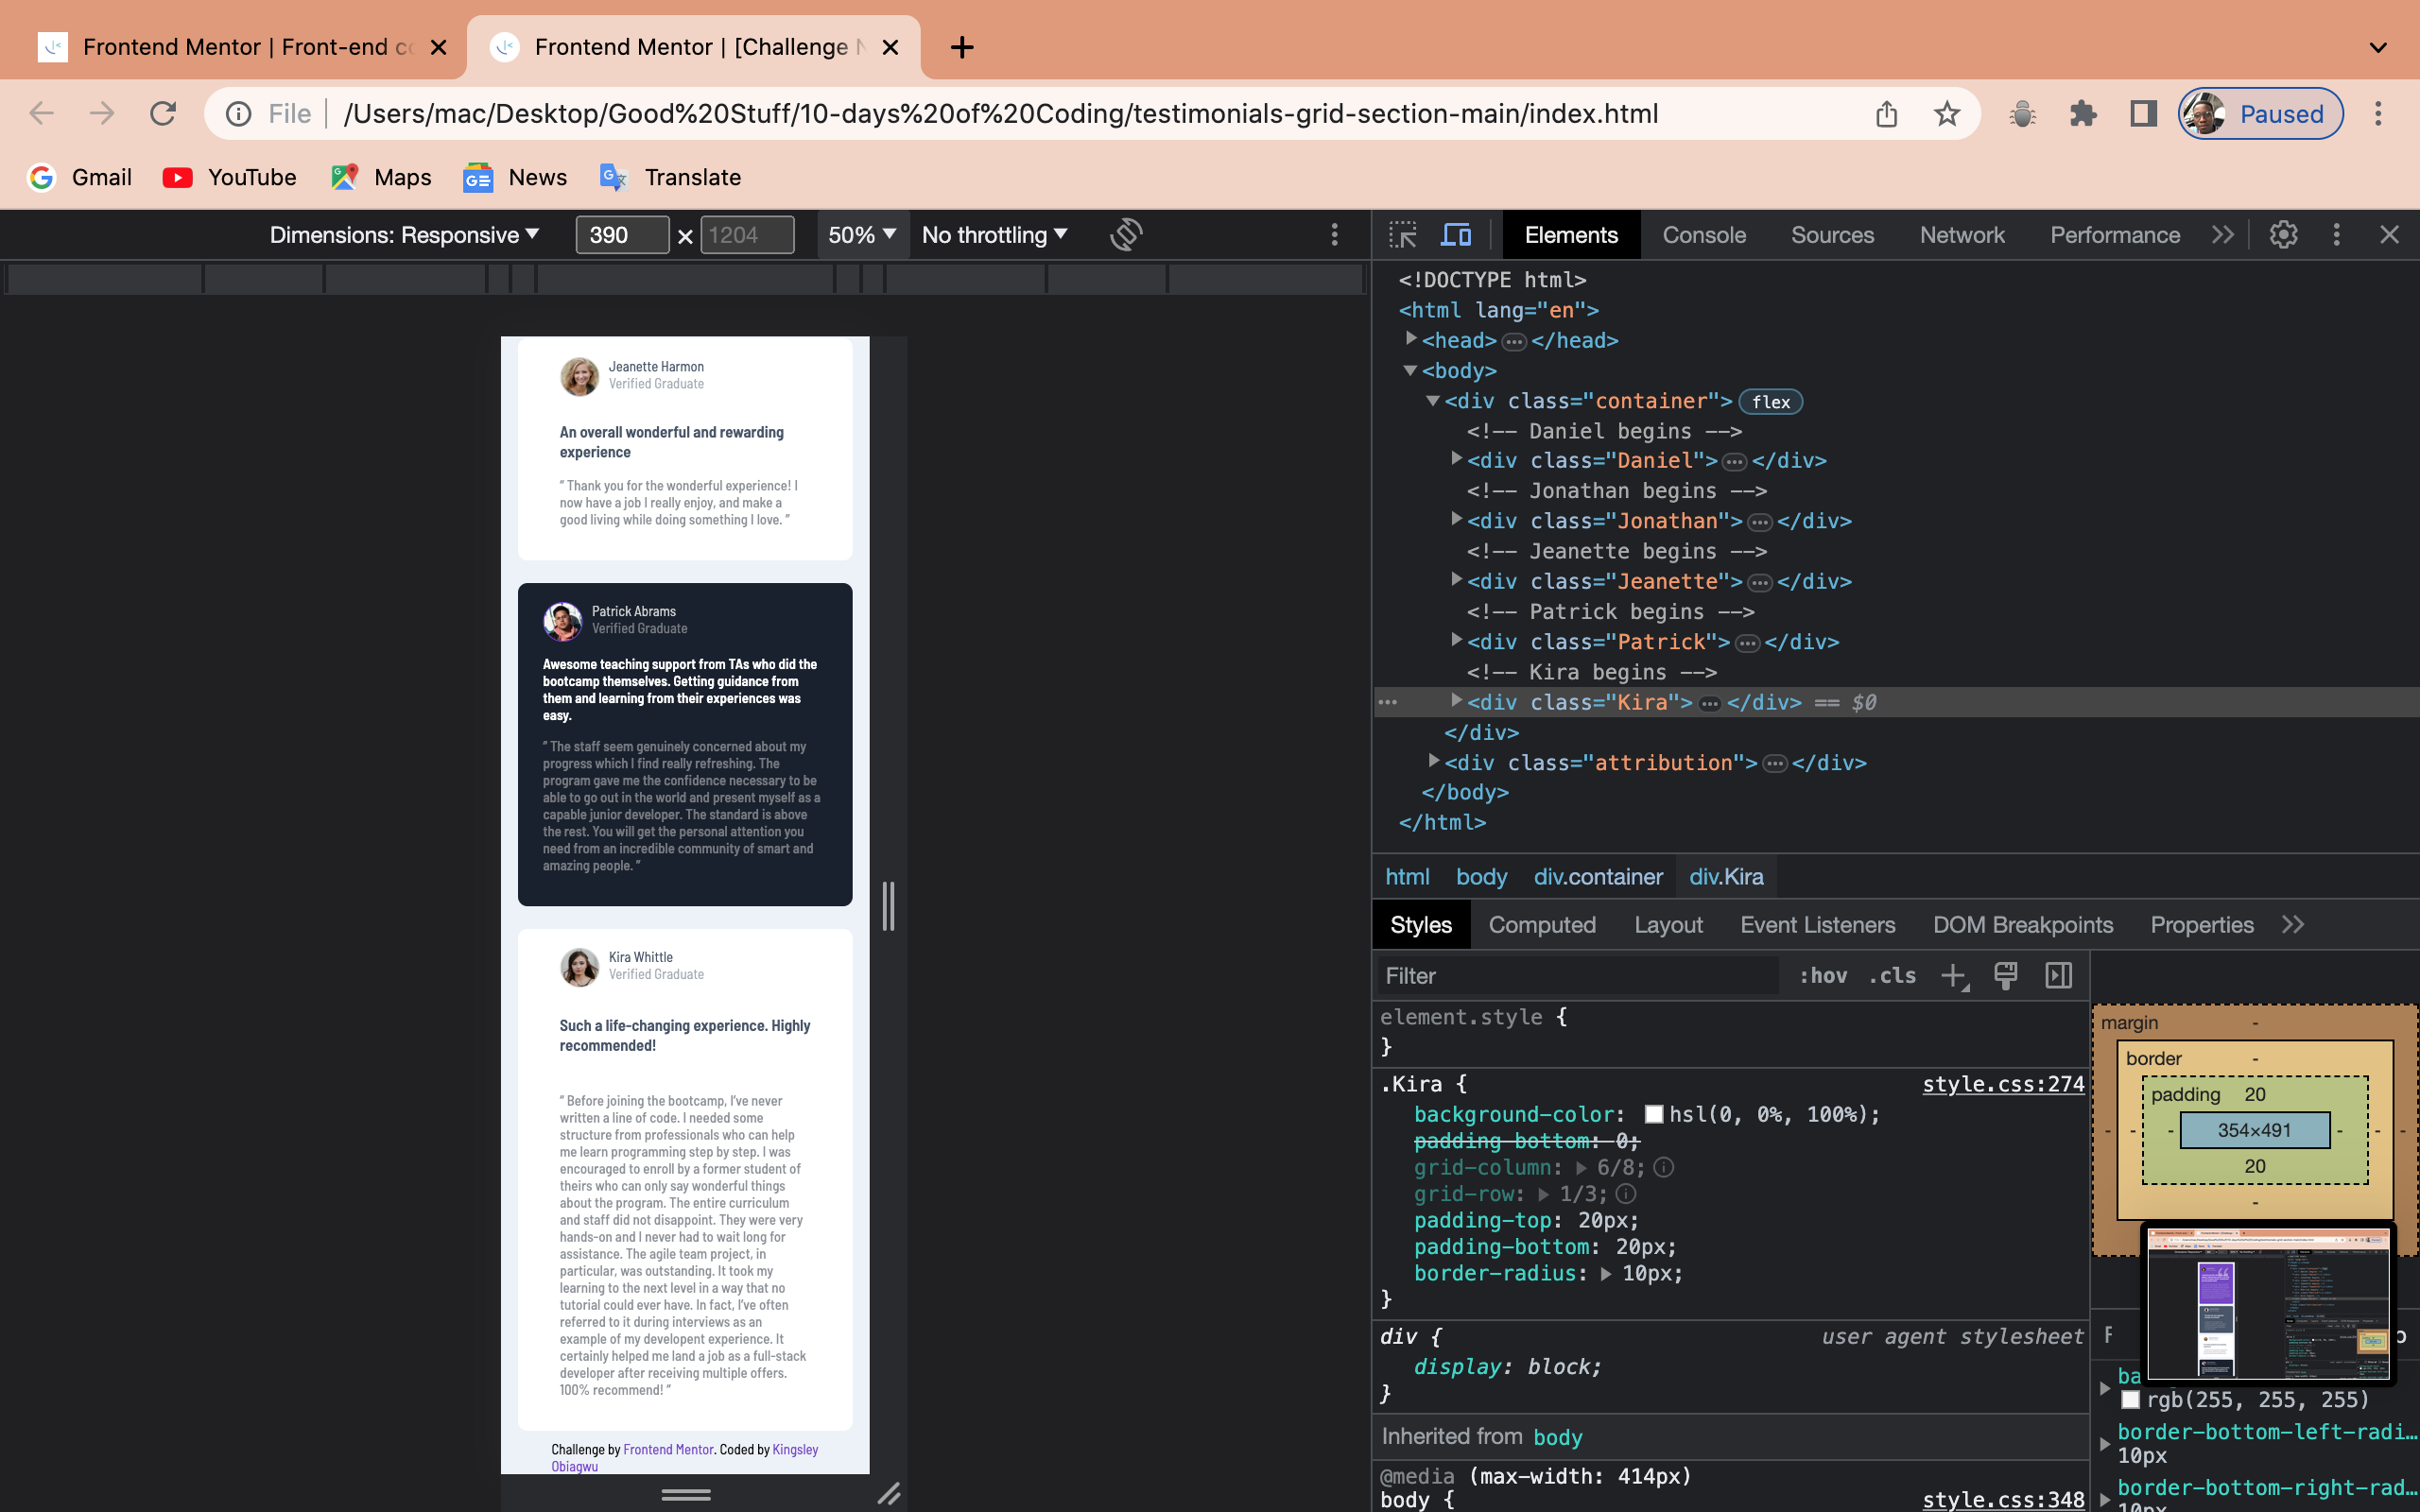 Frontend Mentor | Front-end co
Frontend Mentor | [Challenge N
File
/Users/mac/Desktop/Good%20Stuff/10-days%20of%20Coding/testimonials-grid-section-main/index.html
Paused
Gmail
YouTube
Maps
News
Translate
Dimensions: Responsive
390
×
1204
50%
No throttling
Elements
Console
Sources
Network
Performance
Jeanette Harmon
Verified Graduate
An overall wonderful and rewarding
experience
“ Thank you for the wonderful experience! I
now have a job I really enjoy, and make a
good living while doing something I love. ”
Patrick Abrams
Verified Graduate
Awesome teaching support from TAs who did the
bootcamp themselves. Getting guidance from
them and learning from their experiences was
easy.
“ The staff seem genuinely concerned about my
progress which I find really refreshing. The
program gave me the confidence necessary to be
able to go out in the world and present myself as a
capable junior developer. The standard is above
the rest. You will get the personal attention you
need from an incredible community of smart and
amazing people. ”
Kira Whittle
Verified Graduate
Such a life-changing experience. Highly
recommended!
“ Before joining the bootcamp, I’ve never
written a line of code. I needed some
structure from professionals who can help
me learn programming step by step. I was
encouraged to enroll by a former student of
theirs who can only say wonderful things
about the program. The entire curriculum
and staff did not disappoint. They were very
hands-on and I never had to wait long for
assistance. The agile team project, in
particular, was outstanding. It took my
learning to the next level in a way that no
tutorial could ever have. In fact, I’ve often
referred to it during interviews as an
example of my developent experience. It
certainly helped me land a job as a full-stack
developer after receiving multiple offers.
100% recommend! ”
Challenge by Frontend Mentor. Coded by Kingsley
Obiagwu
<!DOCTYPE html>
<html lang="en">
<head>…</head>
<body>
<div class="container"> flex
<!-- Daniel begins -->
<div class="Daniel">…</div>
<!-- Jonathan begins -->
<div class="Jonathan">…</div>
<!-- Jeanette begins -->
<div class="Jeanette">…</div>
<!-- Patrick begins -->
<div class="Patrick">…</div>
<!-- Kira begins -->
<div class="Kira">…</div> == $0
</div>
<div class="attribution">…</div>
</body>
</html>
html
body
div.container
div.Kira
Styles
Computed
Layout
Event Listeners
DOM Breakpoints
Properties
Filter
:hov
.cls
element.style {
}
.Kira {
style.css:274
background-color: hsl(0, 0%, 100%);
padding-bottom: 0;
grid-column: 6/8;
grid-row: 1/3;
padding-top: 20px;
padding-bottom: 20px;
border-radius: 10px;
}
div {
user agent stylesheet
display: block;
}
Inherited from body
@media (max-width: 414px)
body {
style.css:348
margin
-
border
-
padding
20
- - - 354×491 - - -
20
-
F
ba
rgb(255, 255, 255)
border-bottom-left-radi…
10px
border-bottom-right-rad…
10px